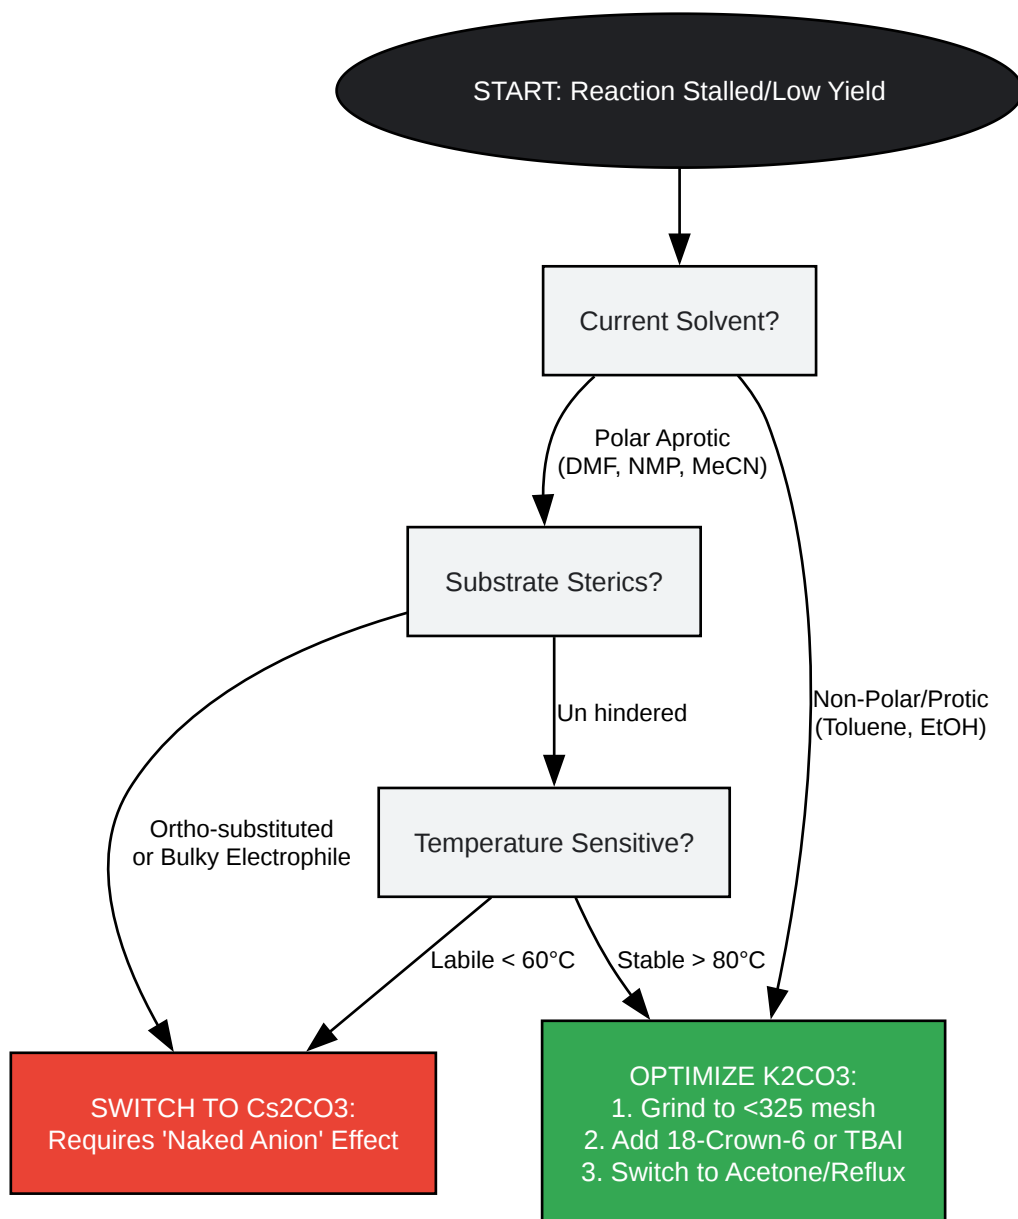 START: Reaction Stalled/Low Yield
Current Solvent?
Polar Aprotic
(DMF, NMP, MeCN)
Substrate Sterics?
Un hindered
Non-Polar/Protic
(Toluene, EtOH)
Ortho-substituted
or Bulky Electrophile
Temperature Sensitive?
Labile < 60°C
Stable > 80°C
SWITCH TO Cs2CO3:
Requires 'Naked Anion' Effect
OPTIMIZE K2CO3:
1. Grind to <325 mesh
2. Add 18-Crown-6 or TBAI
3. Switch to Acetone/Reflux